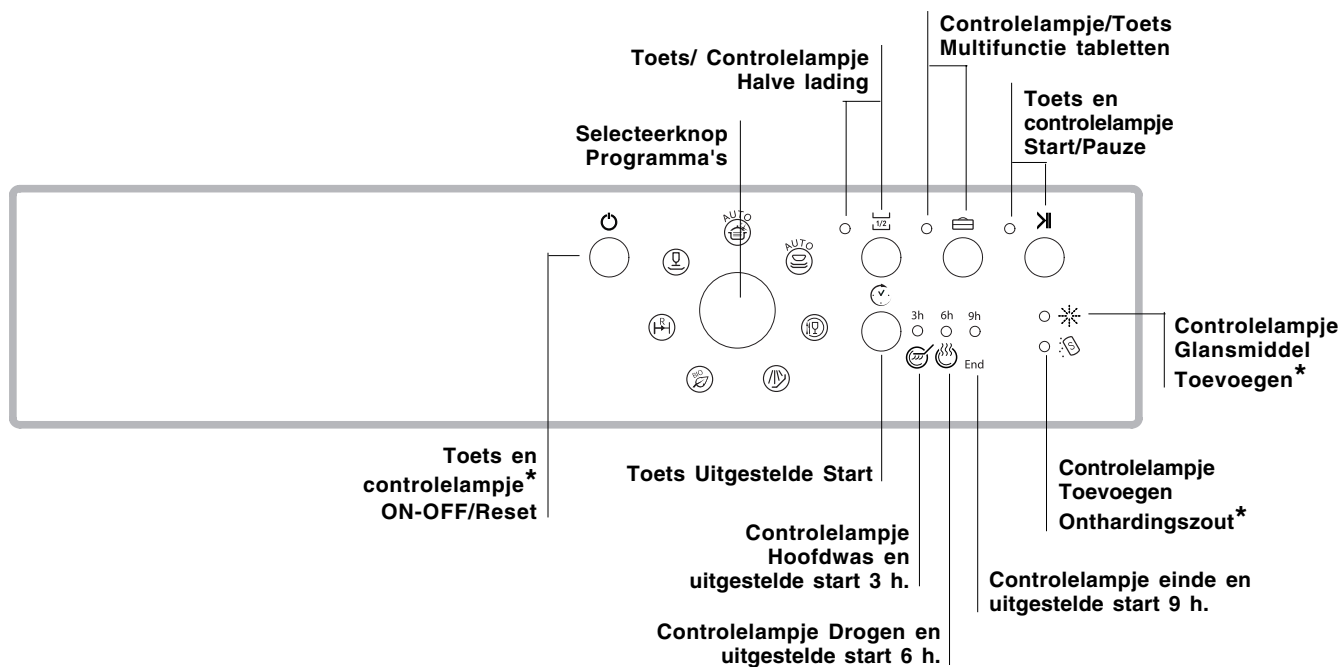 Controlelampje/Toets
Multifunctie tabletten
Toets/ Controlelampje
Halve lading
Toets en
controlelampje
Start/Pauze
Selecteerknop
Programma's
AUTO
AUTO
1/2
R
BIO
3h 6h 9h
End
S
Controlelampje
Glansmiddel
Toevoegen*
Toets en
controlelampje*
ON-OFF/Reset
Toets Uitgestelde Start
Controlelampje
Toevoegen
Onthardingszout*
Controlelampje
Hoofdwas en
uitgestelde start 3 h.
Controlelampje einde en
uitgestelde start 9 h.
Controlelampje Drogen en
uitgestelde start 6 h.